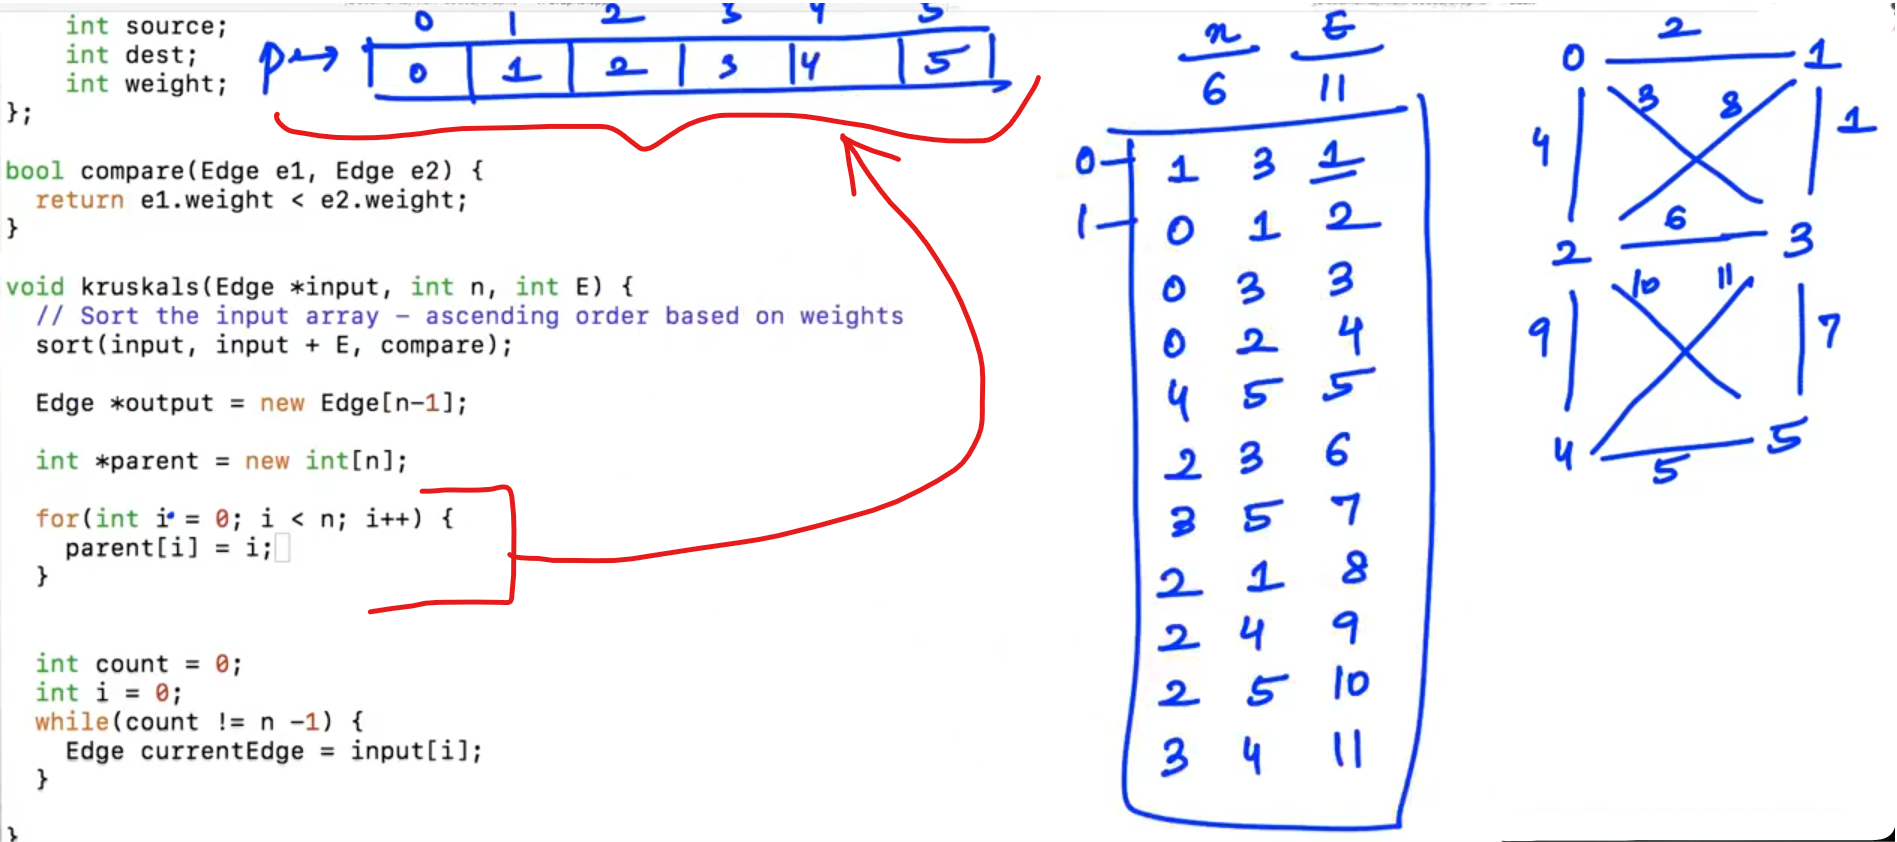 int source;
int dest;
int weight;
};
bool compare(Edge e1, Edge e2) {
return e1.weight < e2.weight;
}
void kruskals(Edge *input, int n, int E) {
// Sort the input array – ascending order based on weights
sort(input, input + E, compare);
Edge *output = new Edge[n-1];
int *parent = new int[n];
for(int i = 0; i < n; i++) {
parent[i] = i;
}
int count = 0;
int i = 0;
while(count != n -1) {
Edge currentEdge = input[i];
}
}
0 1 2 3 4 5
p→ 0 1 2 3 4 5
n E
6 11
0 1 3 1
1 0 1 2
0 3 3
0 2 4
4 5 5
2 3 6
3 5 7
2 1 8
2 4 9
2 5 10
3 4 11
2
0 1
3 8
4 1
6
2 3
10 11
9 7
4 5
5